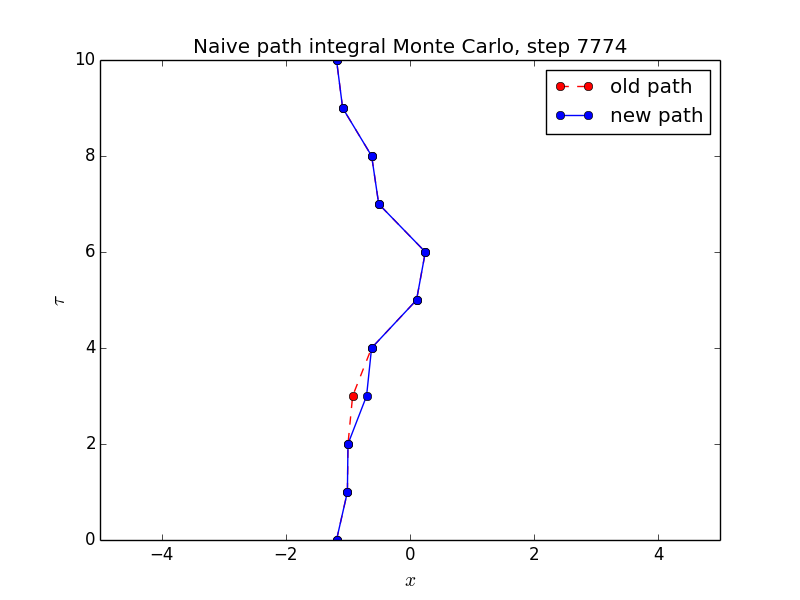 Naive path integral Monte Carlo, step 7774
10
old path
new path
8
6
τ
4
2
0
−4
−2
0
2
4
x